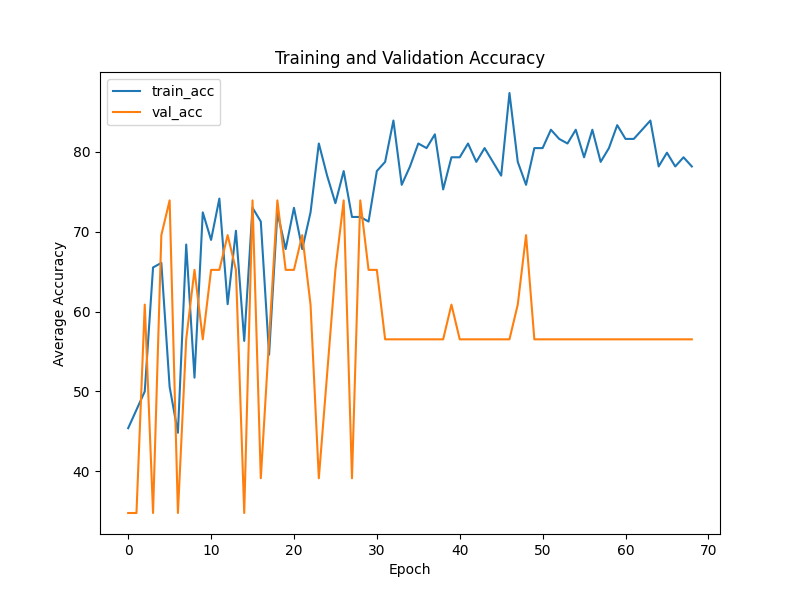 Training and Validation Accuracy
train_acc
val_acc
Average Accuracy
80
70
60
50
40
0 10 20 30 40 50 60 70
Epoch